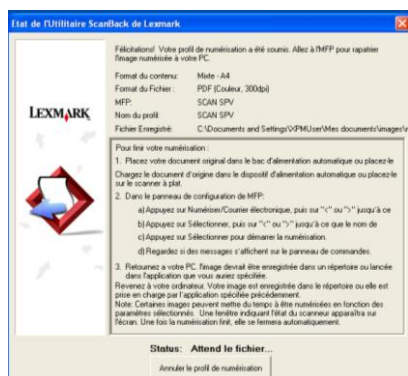 État de l'Utilitaire ScanBack de Lexmark
Félicitations! Votre profil de numérisation a été soumis. Allez à l'MFP pour rapatrier
l'image numérisée à votre PC.
Format du contenu: Mixte - A4
Format du Fichier : PDF (Couleur, 300dpi)
MFP: SCAN SPV
Nom du profil: SCAN SPV
Fichier Enregistré: C:\Documents and Settings\XPMUser\Mes documents\images\n
LEXMARK
Pour finir votre numérisation :
1. Placez votre document original dans le bac d'alimentation automatique ou placez-le
Chargez le document d'origine dans le dispositif d'alimentation automatique ou placez-le
sur le scanner à plat.
2. Dans le panneau de configuration de MFP:
a) Appuyez sur Numériser/Courrier électronique, puis sur "<" ou ">" jusqu'à ce
b) Appuyez sur Sélectionner, puis sur "<" ou ">" jusqu'à ce que le nom de
c) Appuyez sur Sélectionner pour démarrer la numérisation.
d) Regardez si des messages s'affichent sur le panneau de commandes.
3. Retournez a votre PC. l'image devrait être enregistrée dans un répertoire ou lancée
dans l'application que vous auriez spécifiée.
Revenez à votre ordinateur. Votre image est enregistrée dans le répertoire ou elle est
prise en charge par l'application spécifiée précédemment.
Note: Certaines images peuvent mettre du temps à être numérisées en fonction des
paramètres sélectionnés. Une fenêtre indiquant l'état du scanneur apparaîtra sur
l'écran. Une fois la numérisation finit, elle se fermera automatiquement.
Status: Attend le fichier...
Annuler le profil de numérisation